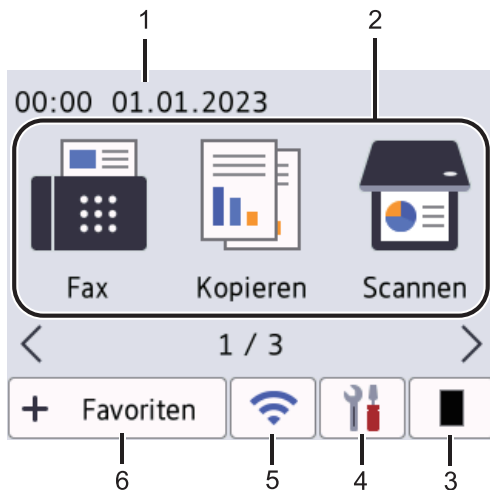 1 2
00:00 01.01.2023
Fax Kopieren Scannen
< 1 / 3 >
+ Favoriten
6 5 4 3